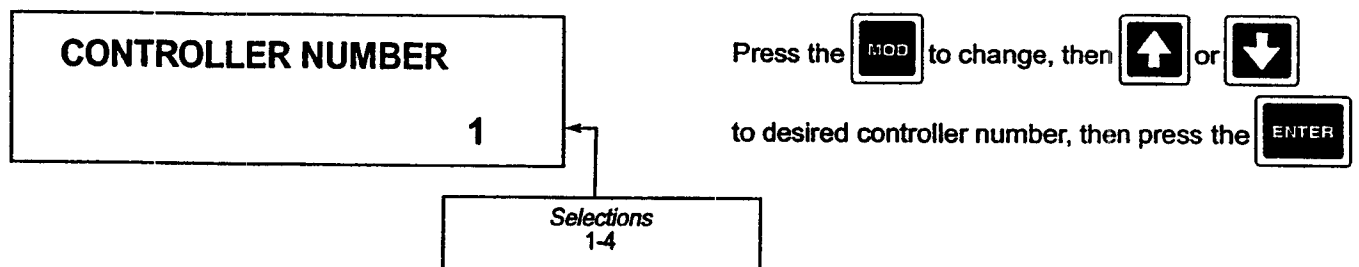 CONTROLLER NUMBER
1
Selections
1-4
Press the MOD to change, then or
to desired controller number, then press the ENTER